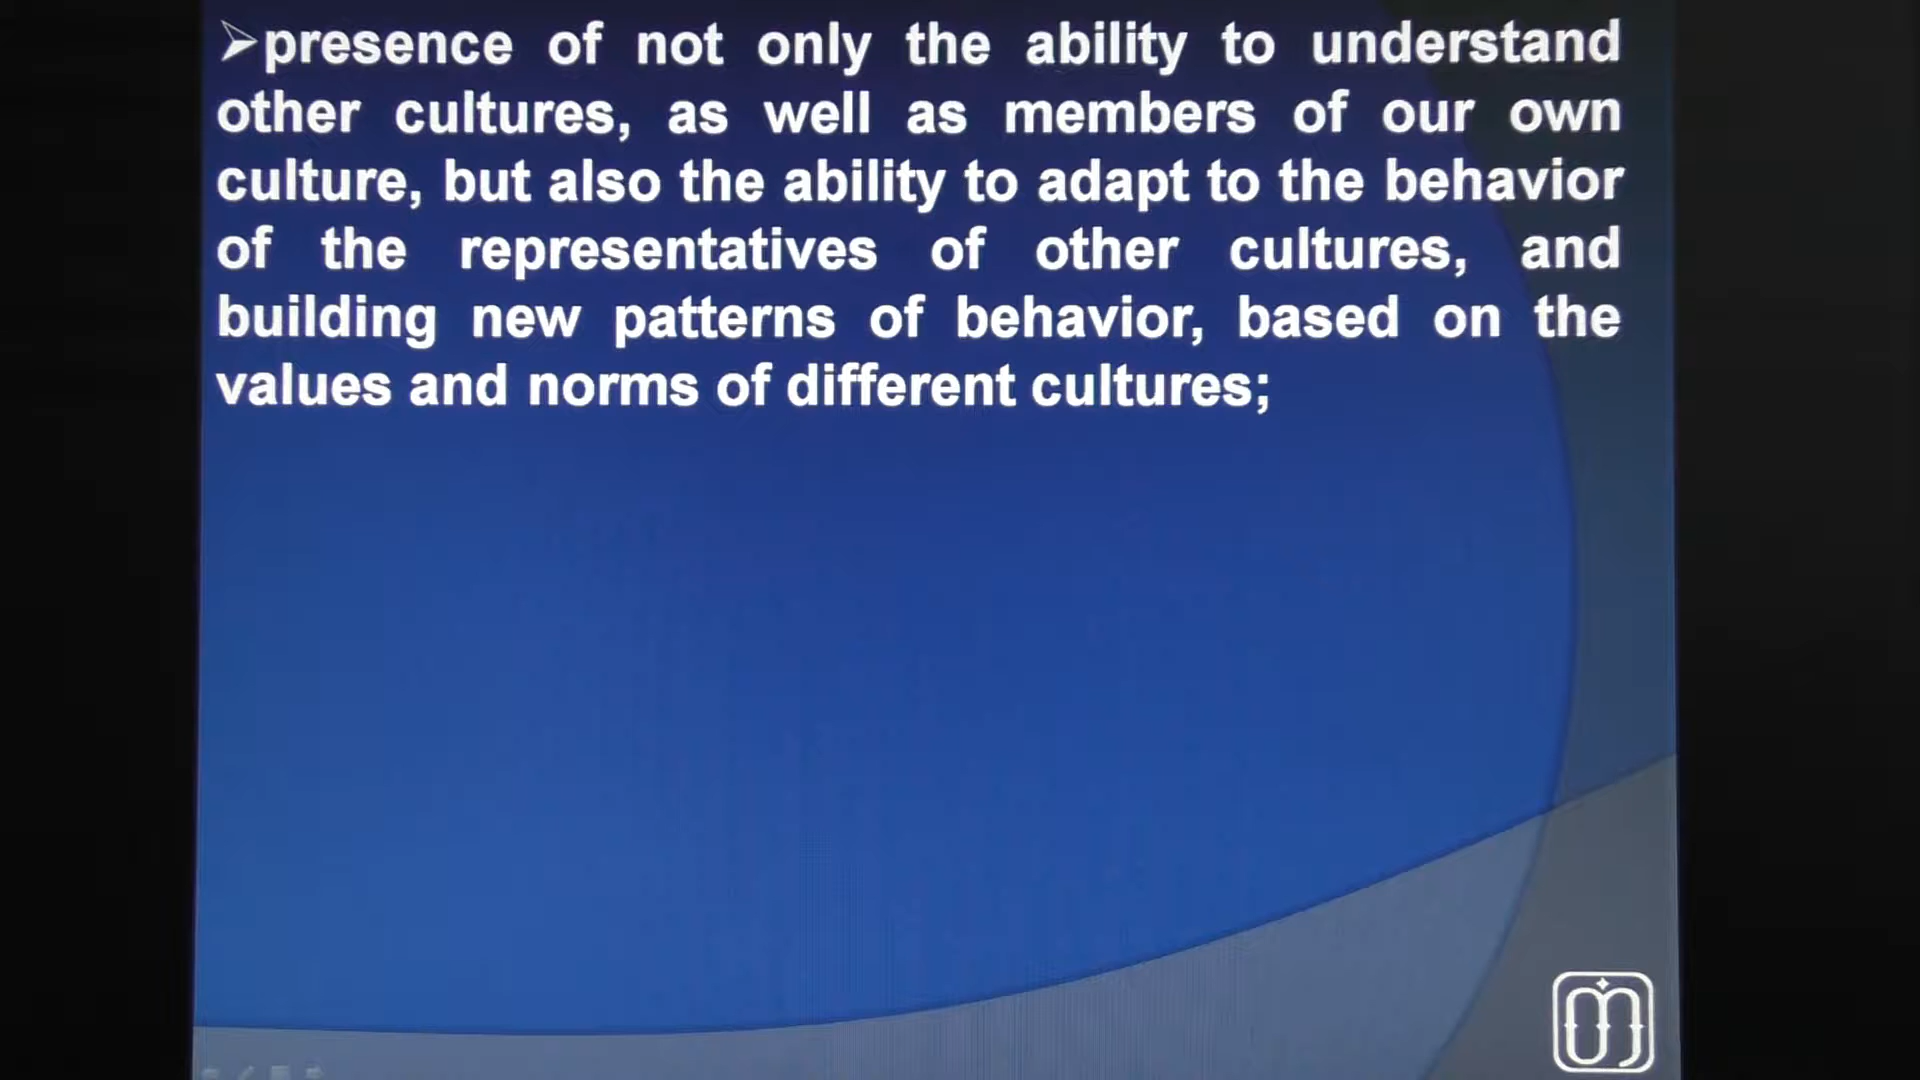 ➢presence of not only the ability to understand
other cultures, as well as members of our own
culture, but also the ability to adapt to the behavior
of the representatives of other cultures, and
building new patterns of behavior, based on the
values and norms of different cultures;